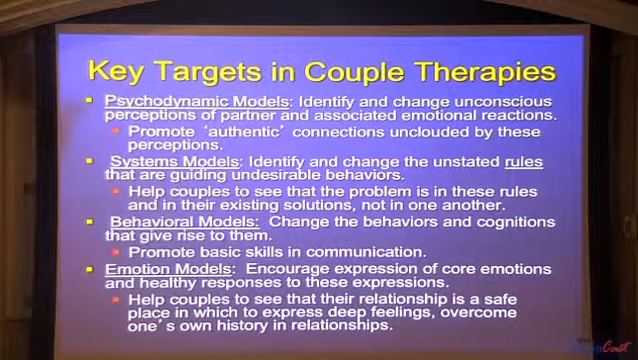 Key Targets in Couple Therapies
Psychodynamic Models: Identify and change unconscious
perceptions of partner and associated emotional reactions.
Promote ‘authentic’ connections unclouded by these
perceptions.
Systems Models: Identify and change the unstated rules
that are guiding undesirable behaviors.
Help couples to see that the problem is in these rules
and in their existing solutions, not in one another.
Behavioral Models: Change the behaviors and cognitions
that give rise to them.
Promote basic skills in communication.
Emotion Models: Encourage expression of core emotions
and healthy responses to these expressions.
Help couples to see that their relationship is a safe
place in which to express deep feelings, overcome
one’s own history in relationships.